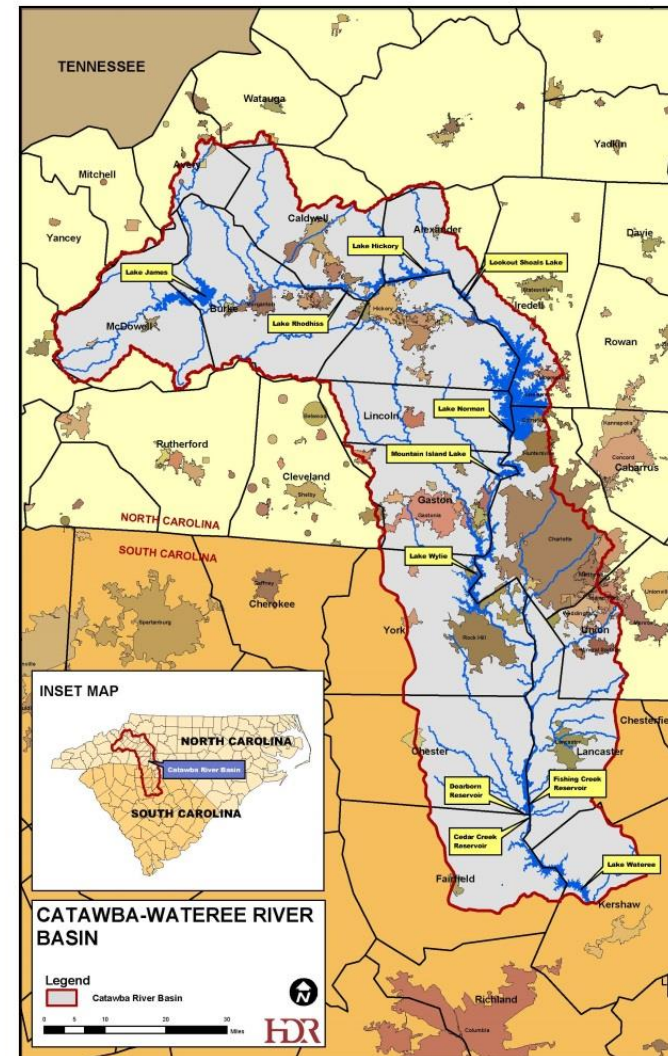 TENNESSEE
Watauga
Yadkin
Avery
Mitchell
Caldwell
Alexander
Davie
Yancey
Lake Hickory
Lookout Shoals Lake
Lake James
Iredell
Burke
Hickory
McDowell
Lake Rhodhiss
Rowan
Lincoln
Lake Norman
Kannapolis
Rutherford
Mountain Island Lake
Concord
Cabarrus
Cleveland
Shelby
Gaston
Gastonia
NORTH CAROLINA
SOUTH CAROLINA
Charlotte
Lake Wylie
Gaffney
Cherokee
Spartanburg
York
Union
Rock Hill
INSET MAP
NORTH CAROLINA
Catawba River Basin
SOUTH CAROLINA
Chesterfield
Chester
Lancaster
Dearborn
Reservoir
Fishing Creek
Reservoir
Cedar Creek
Reservoir
Lake Wateree
Fairfield
Kershaw
CATAWBA-WATEREE RIVER
BASIN
Legend
Catawba River Basin
N
0 5 10 20 30
Miles
HDR
Richland
Columbia